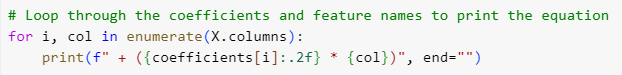 # Loop through the coefficients and feature names to print the equation
for i, col in enumerate(X.columns):
    print(f" + ({coefficients[i]:.2f} * {col})", end="")